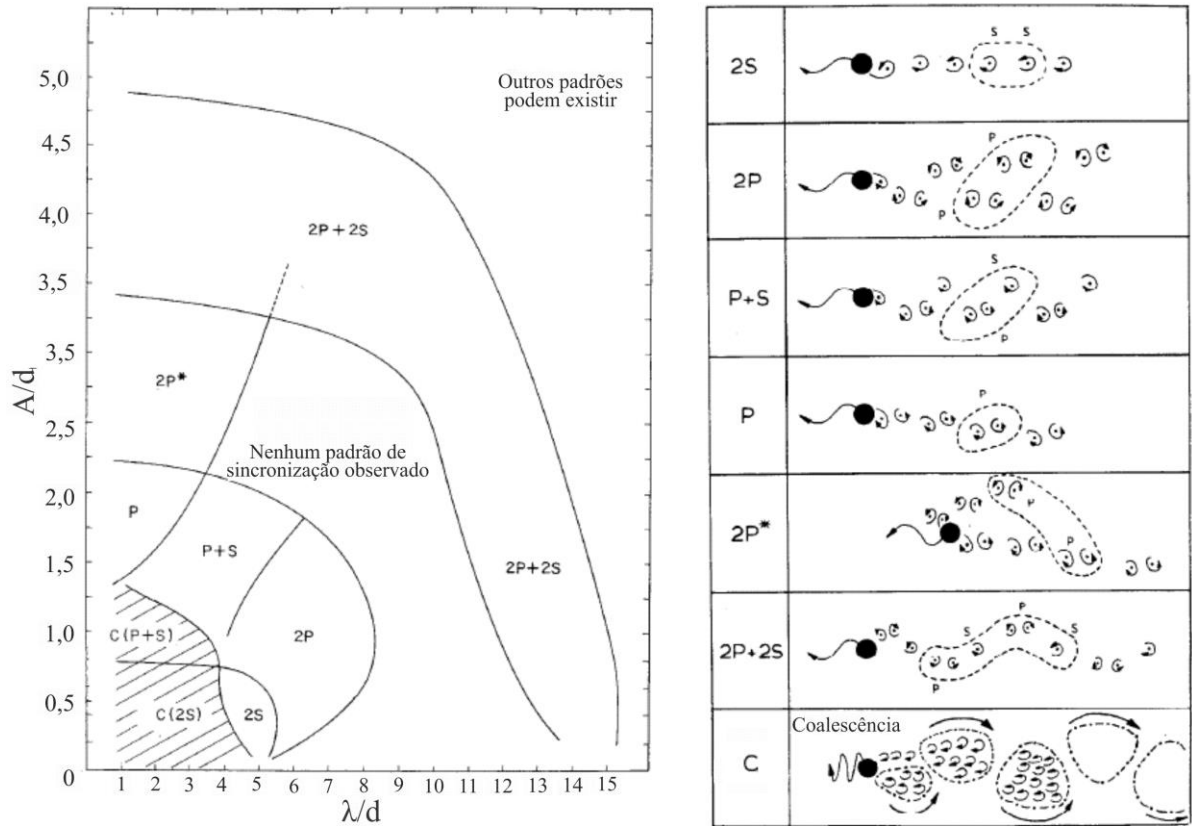 5,0
4,5
4,0
3,5
3,5
2,5
2,0
1,5
1,0
0,5
0
A/d
Outros padrões
podem existir
2P+2S
2P*
Nenhum padrão de
sincronização observado
P
P+S
2P+2S
C(P+S)
2P
C(2S)
2S
1 2 3 4 5 6 7 8 9 10 11 12 13 14 15
λ/d
2S
S S
2P
P
P
P+S
S
P
P
P
2P*
P
P
2P+2S
P
S
S
P
C
Coalescência